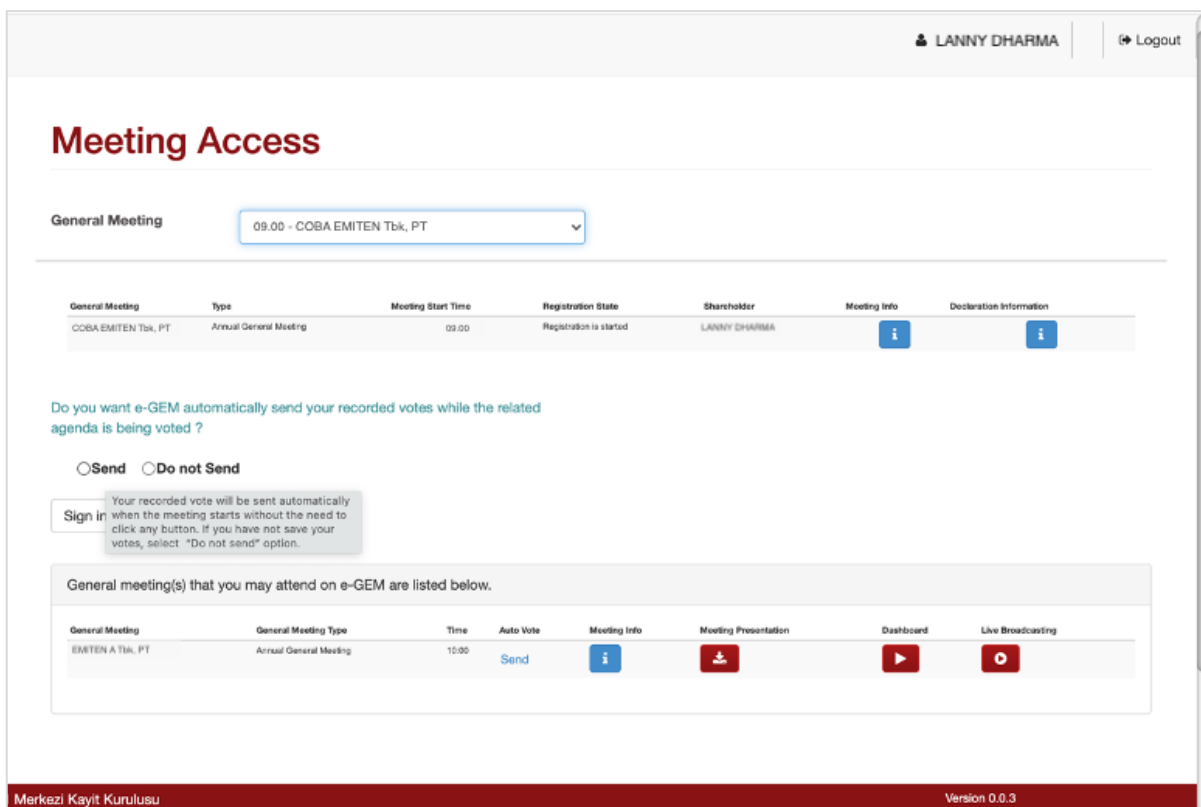 LANNY DHARMA
Logout
Meeting Access
General Meeting
09.00 - COBA EMITEN Tbk, PT
General Meeting Type Meeting Start Time Registration State Shareholder Meeting Info Declaration Information
COBA EMITEN Tbk, PT Annual General Meeting 09.00 Registration is started LANNY DHARMA
Do you want e-GEM automatically send your recorded votes while the related
agenda is being voted ?
Send Do not Send
Sign in
Your recorded vote will be sent automatically
when the meeting starts without the need to
click any button. If you have not save your
votes, select "Do not send" option.
General meeting(s) that you may attend on e-GEM are listed below.
General Meeting General Meeting Type Time Auto Vote Meeting Info Meeting Presentation Dashboard Live Broadcasting
EMITEN A Tbk, PT Annual General Meeting 10:00 Send
Merkezi Kayit Kurulusu
Version 0.0.3